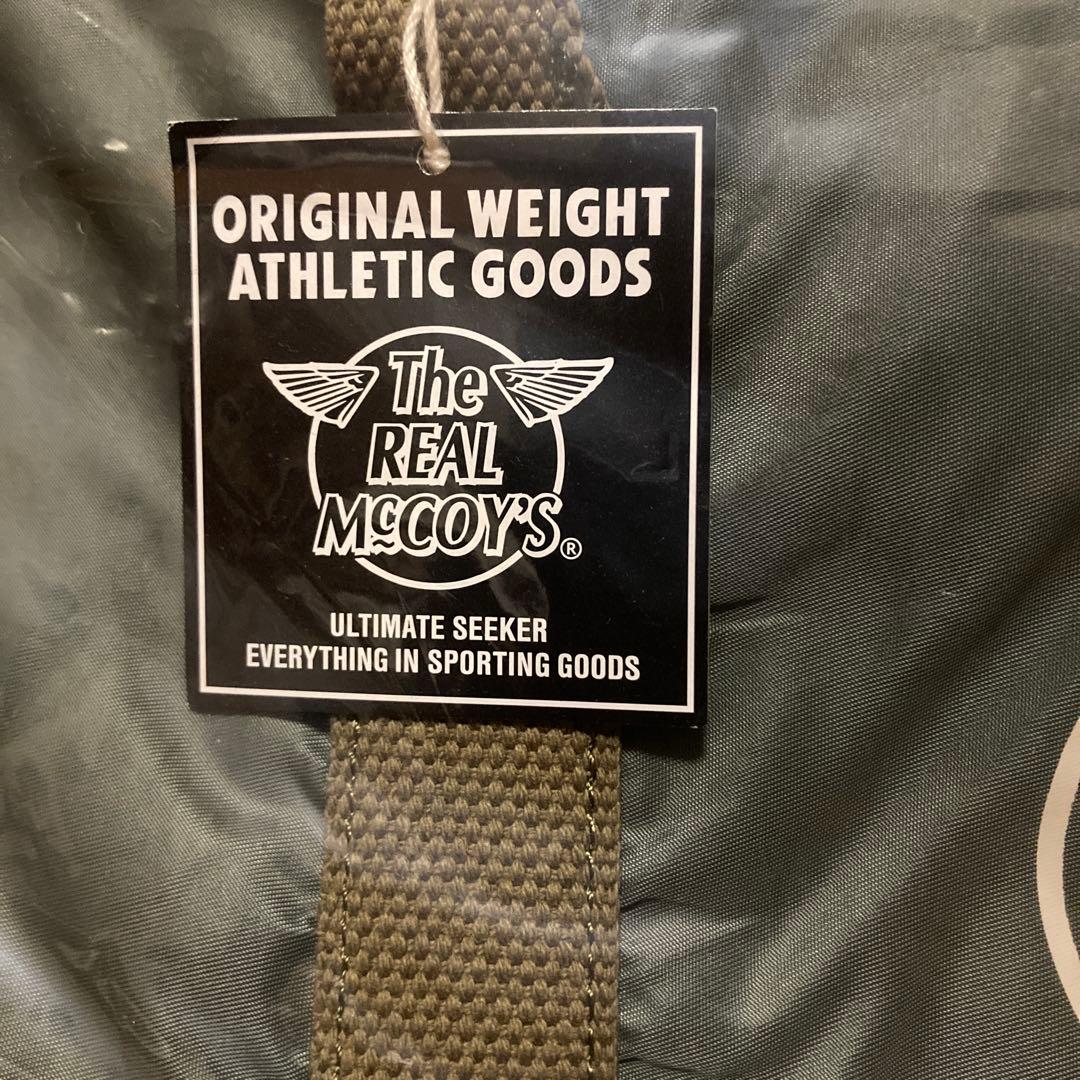 ORIGINAL WEIGHT
ATHLETIC GOODS
The
REAL
McCOY'S®
ULTIMATE SEEKER
EVERYTHING IN SPORTING GOODS